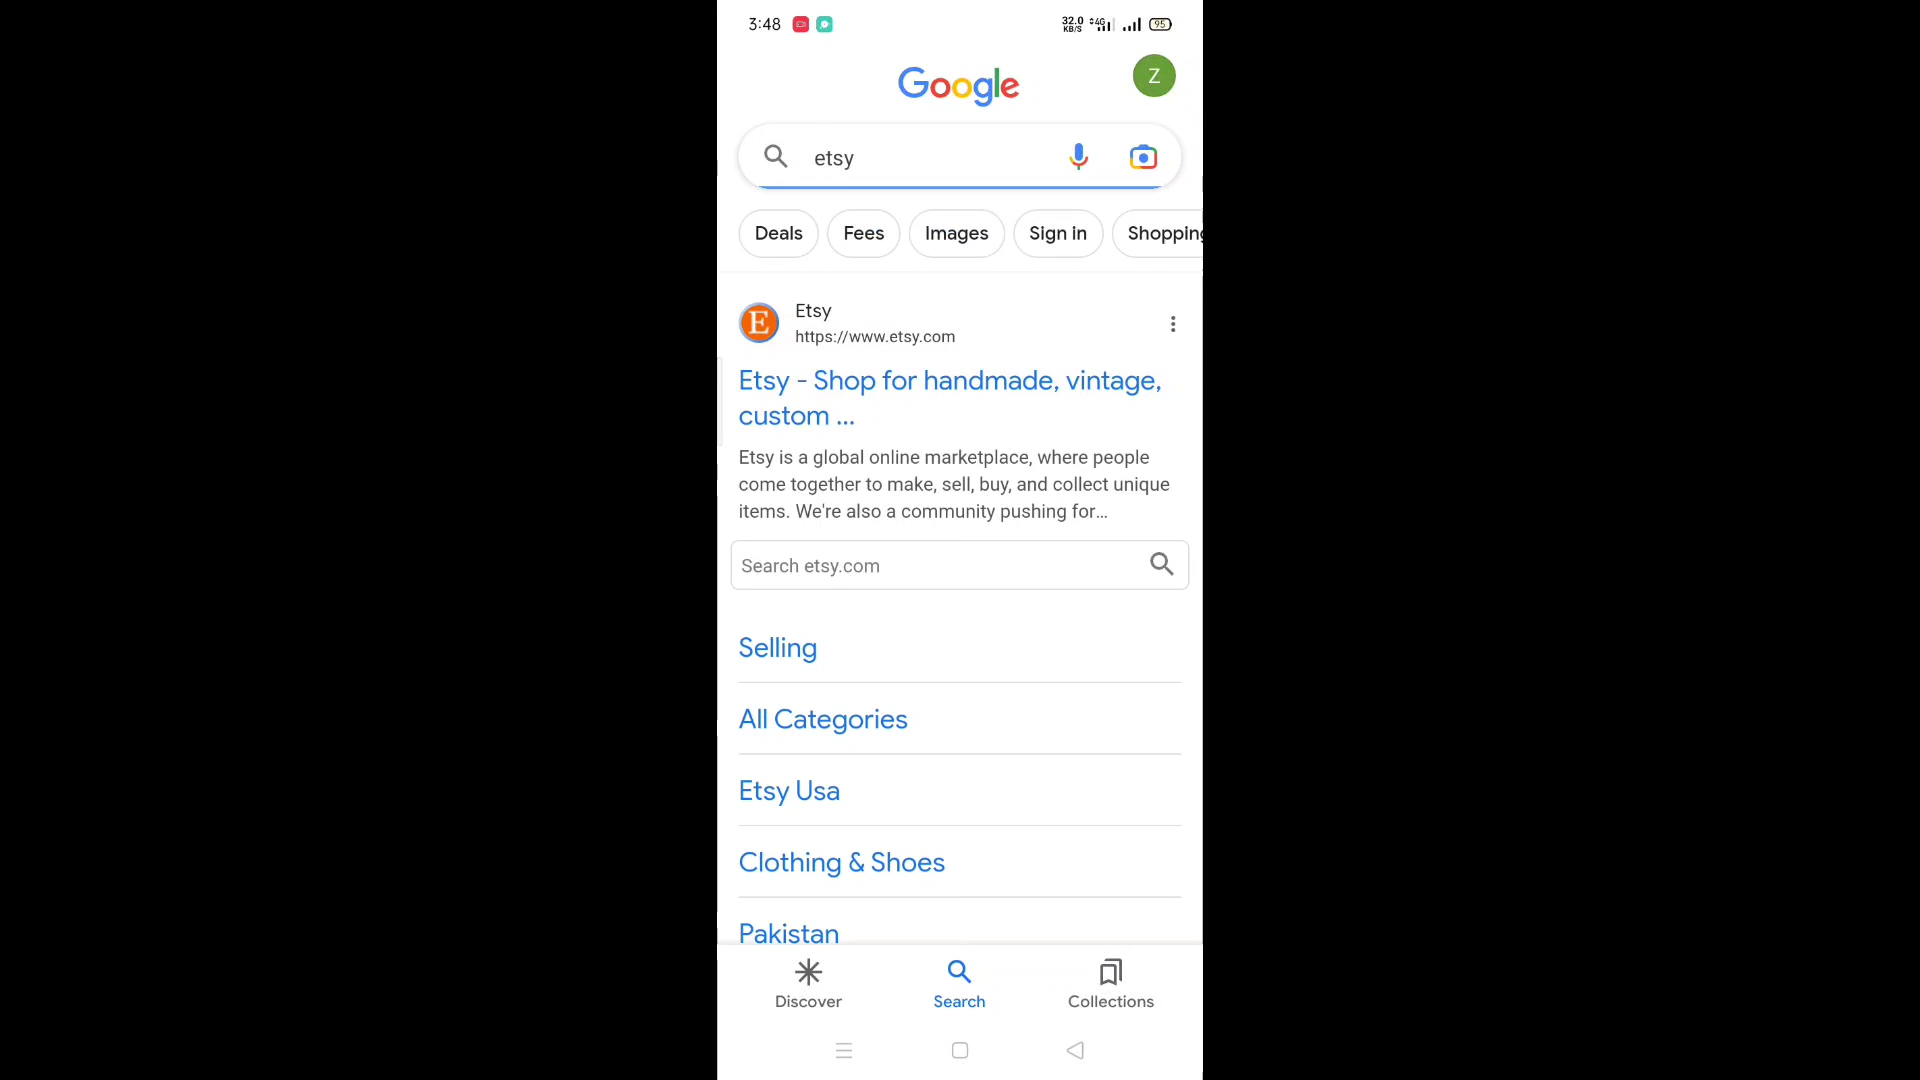 3:48 32.0 KB/S 4G 95
Google
Z
etsy
Deals Fees Images Sign in Shopping
E
Etsy
https://www.etsy.com
Etsy - Shop for handmade, vintage,
custom ...
Etsy is a global online marketplace, where people
come together to make, sell, buy, and collect unique
items. We're also a community pushing for...
Search etsy.com
Selling
All Categories
Etsy Usa
Clothing & Shoes
Pakistan
Discover Search Collections